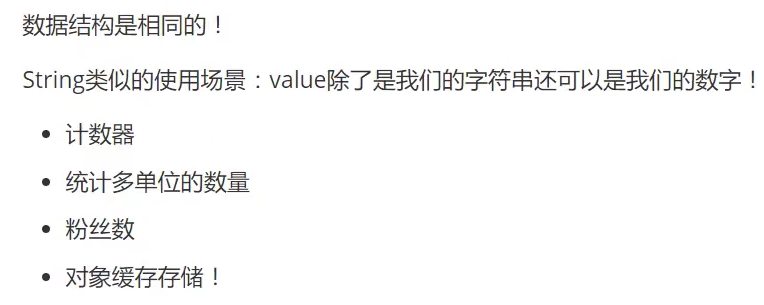 数据结构是相同的！
String类似的使用场景：value除了是我们的字符串还可以是我们的数字！
计数器
统计多单位的数量
粉丝数
对象缓存存储！